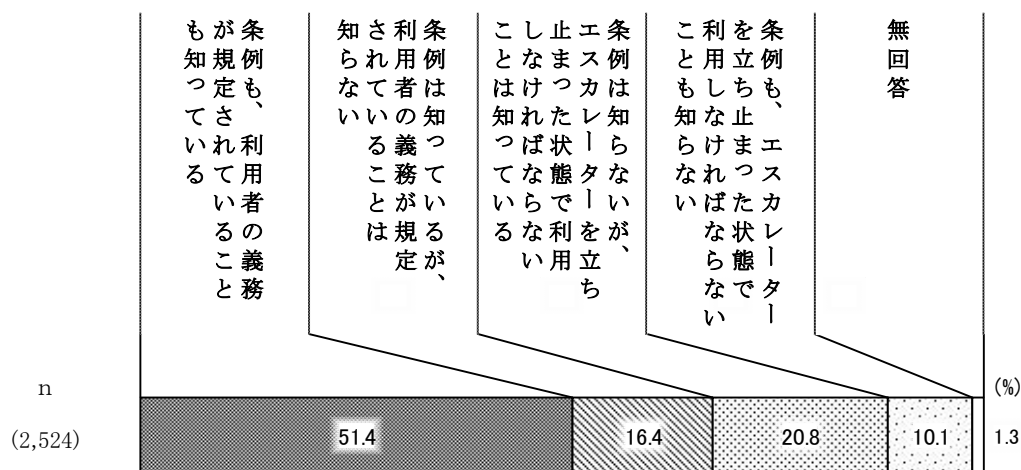 条例も、利用者の義務
が規定されていること
も知っている
条例は知っているが、
利用者の義務が規定
されていることは
知らない
条例は知らないが、
エスカレーターを立ち
止まった状態で利用
しなければならない
ことは知っている
条例も、エスカレーター
を立ち止まった状態で
利用しなければならない
ことも知らない
無回答
n
(%)
(2,524)
51.4
16.4
20.8
10.1
1.3